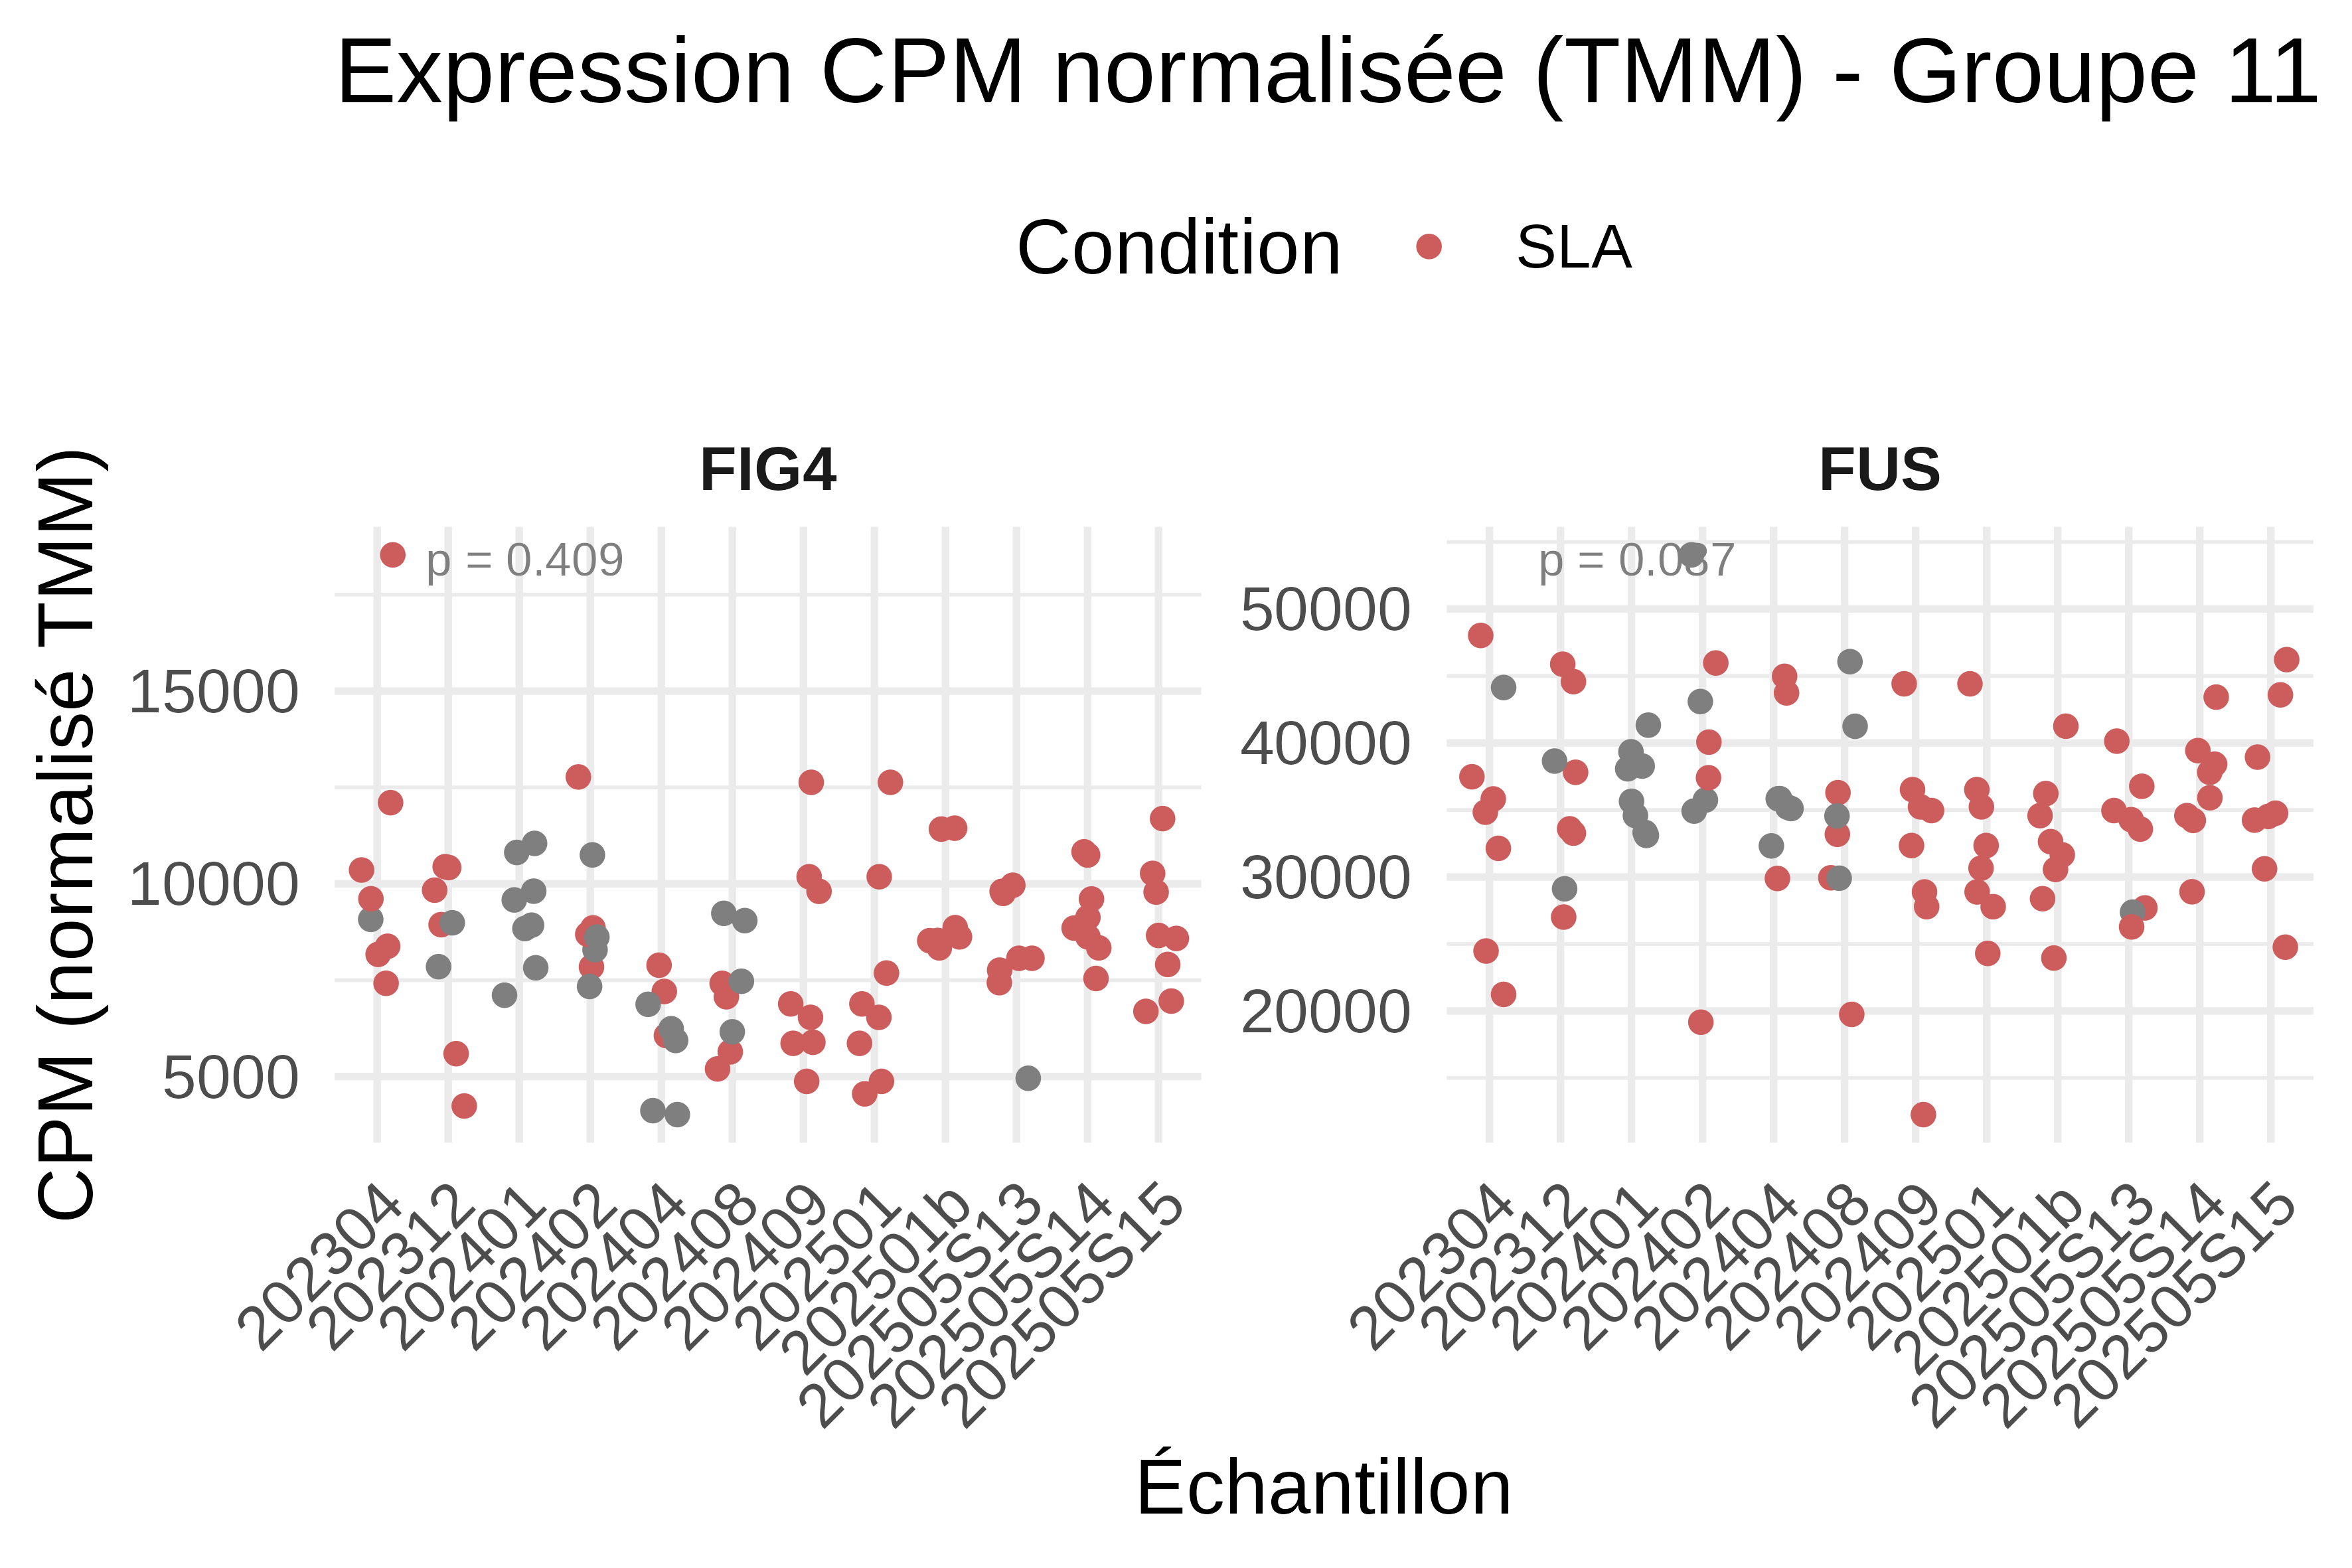 Expression CPM normalisée (TMM) - Groupe 11
Condition SLA
CPM (normalisé TMM)
FIG4
p = 0.409
15000
10000
5000
202304
202312
202401
202402
202404
202408
202409
202501
202501b
202505S13
202505S14
202505S15
FUS
50000
40000
30000
20000
202304
202312
202401
202402
202404
202408
202409
202501
202501b
202505S13
202505S14
202505S15
Échantillon